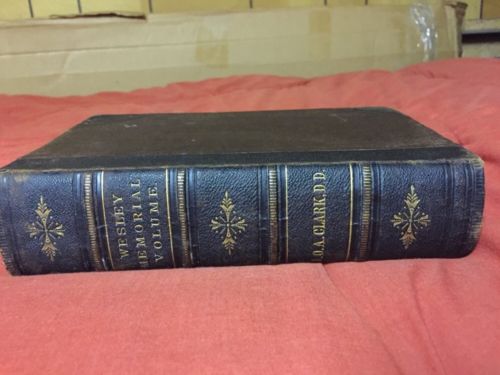 WESLEY
MEMORIAL
VOLUME.
O.A. CLARK, D.D.